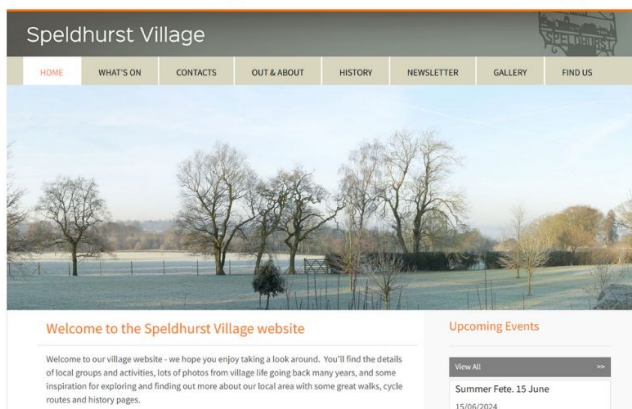 Speldhurst Village
SPELDHURST
HOME WHAT'S ON CONTACTS OUT & ABOUT HISTORY NEWSLETTER GALLERY FIND US
Welcome to the Speldhurst Village website
Welcome to our village website - we hope you enjoy taking a look around. You'll find the details
of local groups and activities, lots of photos from village life going back many years, and some
inspiration for exploring and finding out more about our local area with some great walks, cycle
routes and history pages.
Upcoming Events
View All >>
Summer Fete. 15 June
15/06/2024